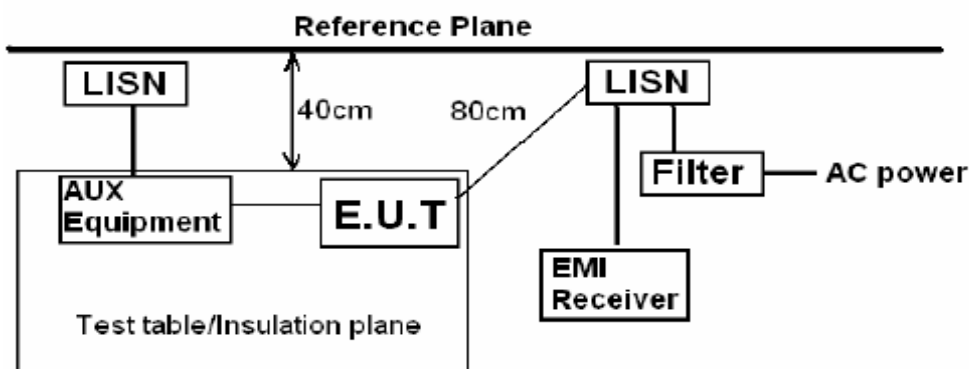 Reference Plane
LISN
40cm
80cm
LISN
AUX
Equipment
E.U.T
Filter
AC power
EMI
Receiver
Test table/Insulation plane